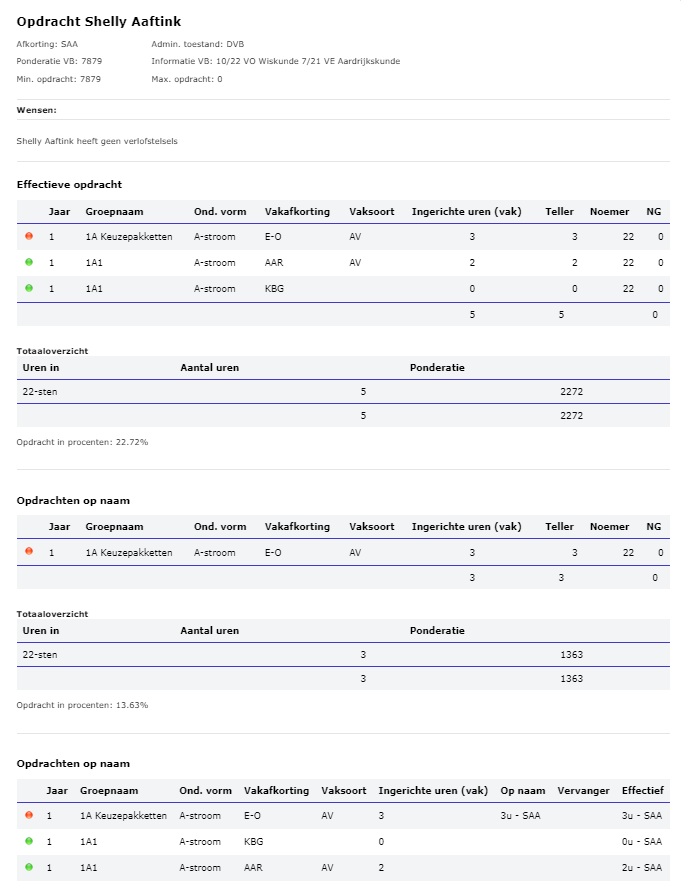 Opdracht Shelly Aaftink
Afkorting: SAA Admin. toestand: DVB
Ponderatie VB: 7879 Informatie VB: 10/22 VO Wiskunde 7/21 VE Aardrijkskunde
Min. opdracht: 7879 Max. opdracht: 0
Wensen:
Shelly Aaftink heeft geen verlofstelsels
Effectieve opdracht
Jaar Groepnaam Ond. vorm Vakafkorting Vaksoort Ingerichte uren (vak) Teller Noemer NG
1 1A Keuzepakketten A-stroom E-O AV 3 3 22 0
1 1A1 A-stroom AAR AV 2 2 22 0
1 1A1 A-stroom KBG 0 0 22 0
5 5 0
Totaaloverzicht
Uren in Aantal uren Ponderatie
22-sten 5 2272
5 2272
Opdracht in procenten: 22.72%
Opdrachten op naam
Jaar Groepnaam Ond. vorm Vakafkorting Vaksoort Ingerichte uren (vak) Teller Noemer NG
1 1A Keuzepakketten A-stroom E-O AV 3 3 22 0
3 3 0
Totaaloverzicht
Uren in Aantal uren Ponderatie
22-sten 3 1363
3 1363
Opdracht in procenten: 13.63%
Opdrachten op naam
Jaar Groepnaam Ond. vorm Vakafkorting Vaksoort Ingerichte uren (vak) Op naam Vervanger Effectief
1 1A Keuzepakketten A-stroom E-O AV 3 3u - SAA 3u - SAA
1 1A1 A-stroom KBG 0 0u - SAA
1 1A1 A-stroom AAR AV 2 2u - SAA